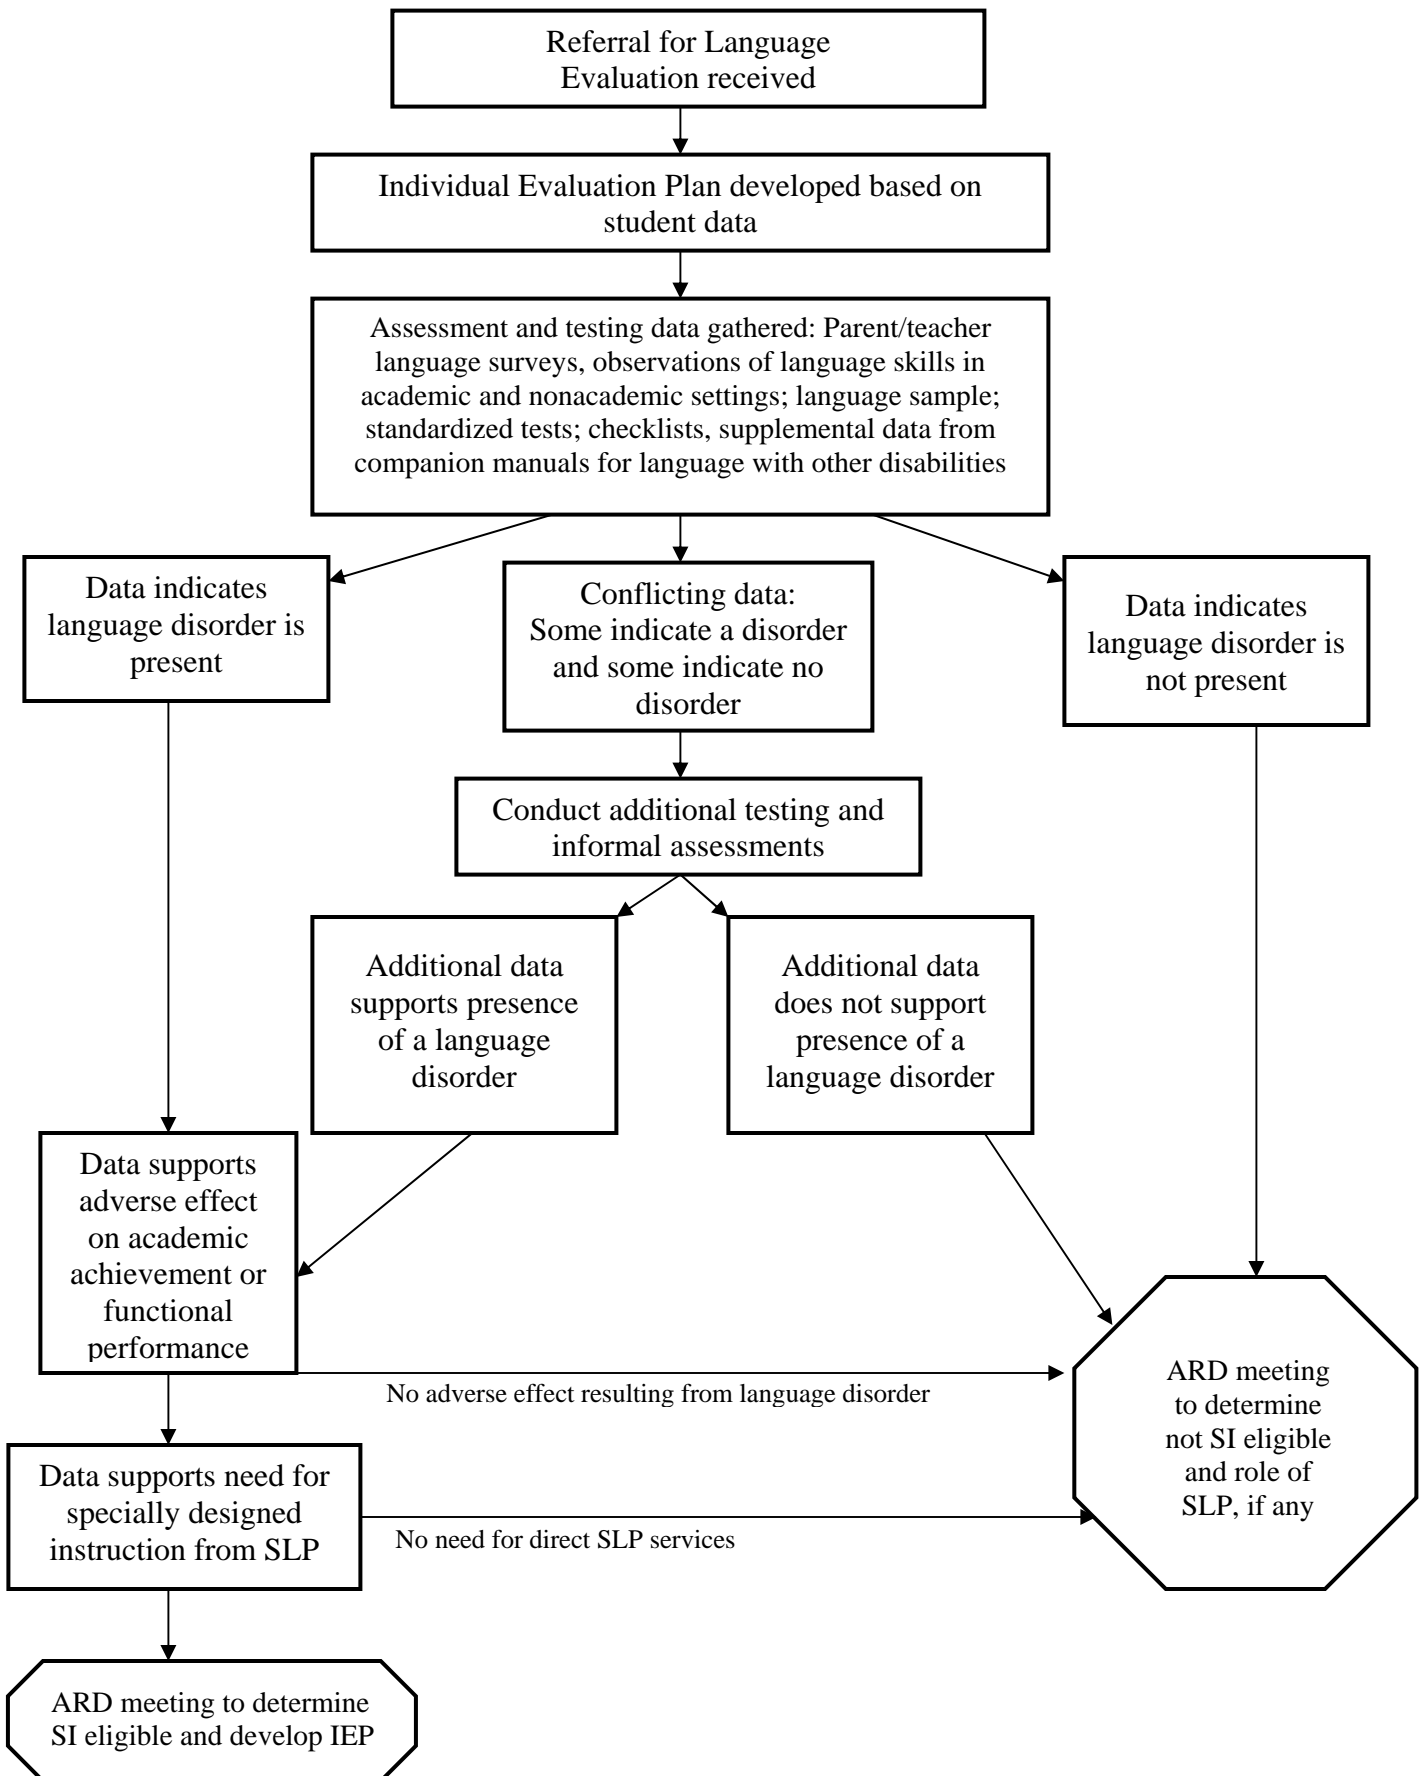 Referral for Language
Evaluation received
Individual Evaluation Plan developed based on
student data
Assessment and testing data gathered: Parent/teacher
language surveys, observations of language skills in
academic and nonacademic settings; language sample;
standardized tests; checklists, supplemental data from
companion manuals for language with other disabilities
Data indicates
language disorder is
present
Conflicting data:
Some indicate a disorder
and some indicate no
disorder
Data indicates
language disorder is
not present
Conduct additional testing and
informal assessments
Additional data
supports presence
of a language
disorder
Additional data
does not support
presence of a
language disorder
Data supports
adverse effect
on academic
achievement or
functional
performance
No adverse effect resulting from language disorder
ARD meeting
to determine
not SI eligible
and role of
SLP, if any
Data supports need for
specially designed
instruction from SLP
No need for direct SLP services
ARD meeting to determine
SI eligible and develop IEP